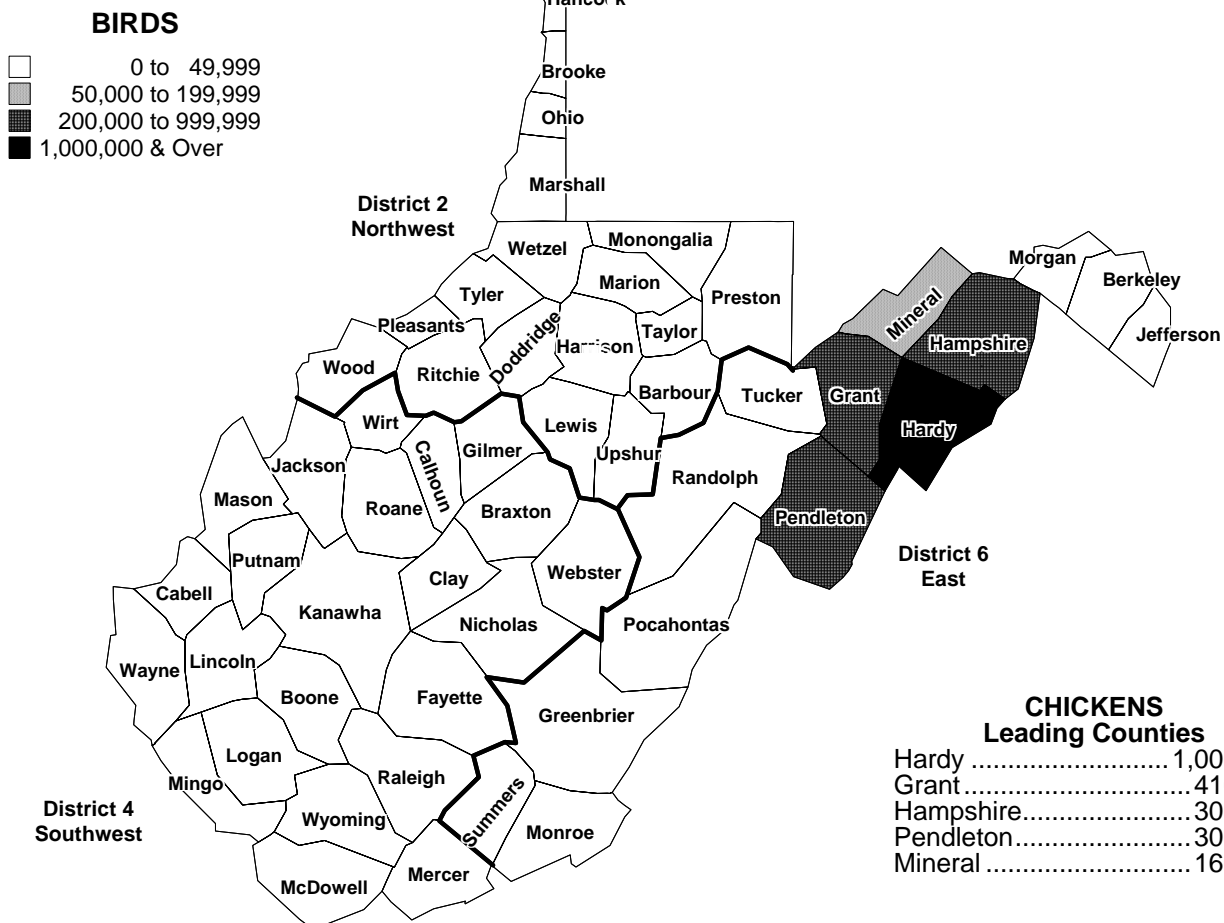 Hancock
BIRDS
0 to 49,999
50,000 to 199,999
200,000 to 999,999
1,000,000 & Over
Brooke
Ohio
Marshall
District 2
Northwest
Wetzel
Monongalia
Marion
Preston
Tyler
Pleasants
Doddridge
Harrison
Taylor
Wood
Ritchie
Barbour
Tucker
Mineral
Morgan
Berkeley
Jefferson
Hampshire
Grant
Hardy
Wirt
Calhoun
Gilmer
Lewis
Upshur
Randolph
Jackson
Mason
Roane
Braxton
Pendleton
Putnam
Clay
Webster
District 6
East
Cabell
Kanawha
Nicholas
Pocahontas
Wayne
Lincoln
Boone
Fayette
Greenbrier
Logan
Mingo
Raleigh
Summers
District 4
Southwest
Wyoming
Monroe
McDowell
Mercer
CHICKENS
Leading Counties
Hardy ............................ 1,00
Grant ................................ 41
Hampshire ........................ 30
Pendleton ......................... 30
Mineral ............................. 16